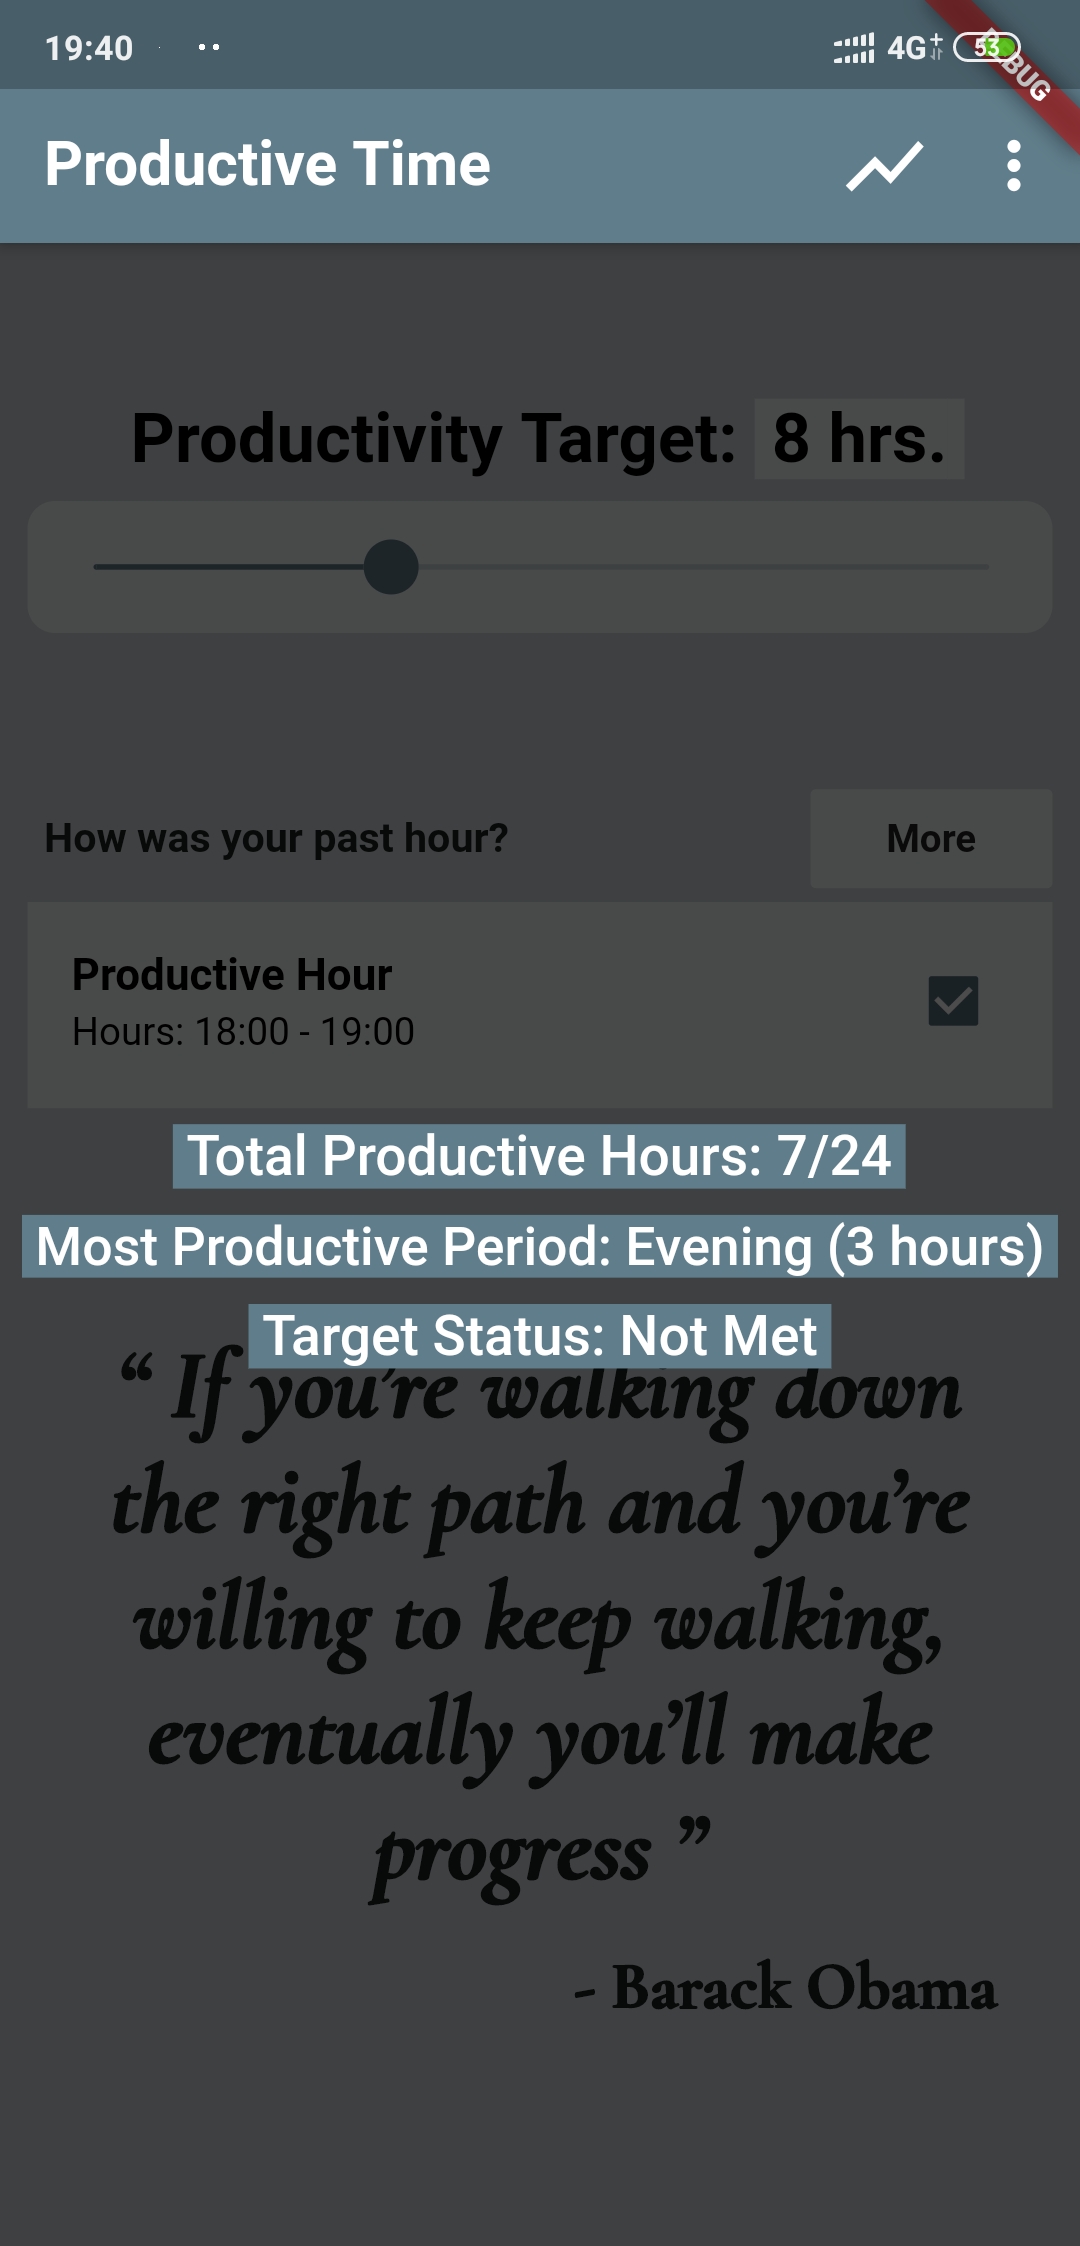 19:40
4G+
53
DEBUG
Productive Time
Productivity Target: 8 hrs.
How was your past hour?
More
Productive Hour
Hours: 18:00 - 19:00
Total Productive Hours: 7/24
Most Productive Period: Evening (3 hours)
Target Status: Not Met
“ If you’re walking down
the right path and you’re
willing to keep walking,
eventually you’ll make
progress ”
- Barack Obama